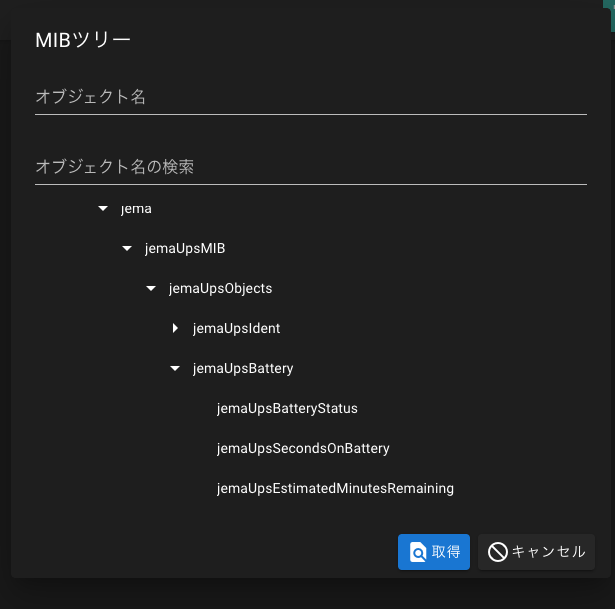 MIBツリー
オブジェクト名
オブジェクト名の検索
jema
jemaUpsMIB
jemaUpsObjects
jemaUpsIdent
jemaUpsBattery
jemaUpsBatteryStatus
jemaUpsSecondsOnBattery
jemaUpsEstimatedMinutesRemaining
取得 キャンセル